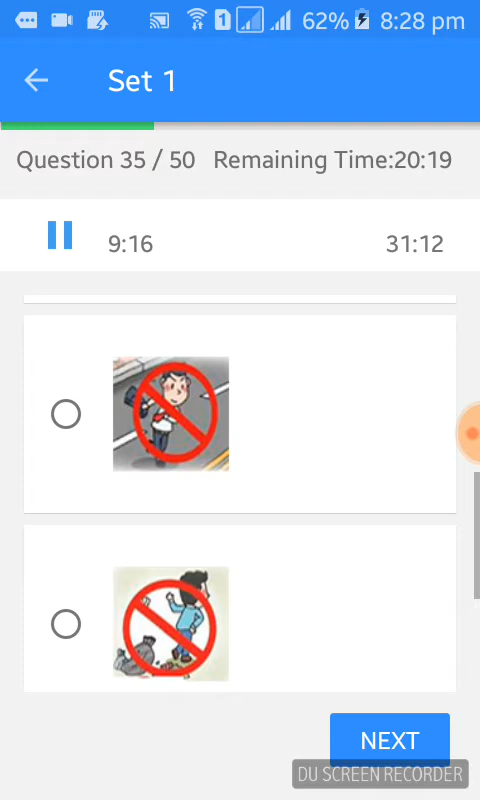 1 62% 8:28 pm
Set 1
Question 35 / 50 Remaining Time:20:19
9:16 31:12
NEXT
DU SCREEN RECORDER